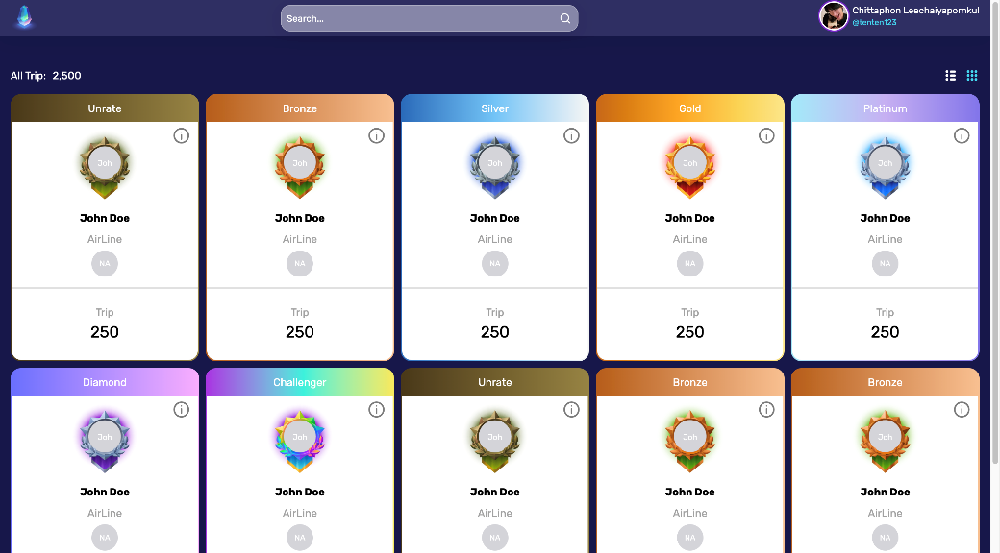 Search...
Chittaphon Leechaiyapornkul
@tenten123
All Trip: 2,500
Unrate
Bronze
Silver
Gold
Platinum
Joh
Joh
Joh
Joh
Joh
John Doe
John Doe
John Doe
John Doe
John Doe
AirLine
AirLine
AirLine
AirLine
AirLine
NA
NA
NA
NA
NA
Trip
Trip
Trip
Trip
Trip
250
250
250
250
250
Diamond
Challenger
Unrate
Bronze
Bronze
Joh
Joh
Joh
Joh
Joh
John Doe
John Doe
John Doe
John Doe
John Doe
AirLine
AirLine
AirLine
AirLine
AirLine
NA
NA
NA
NA
NA